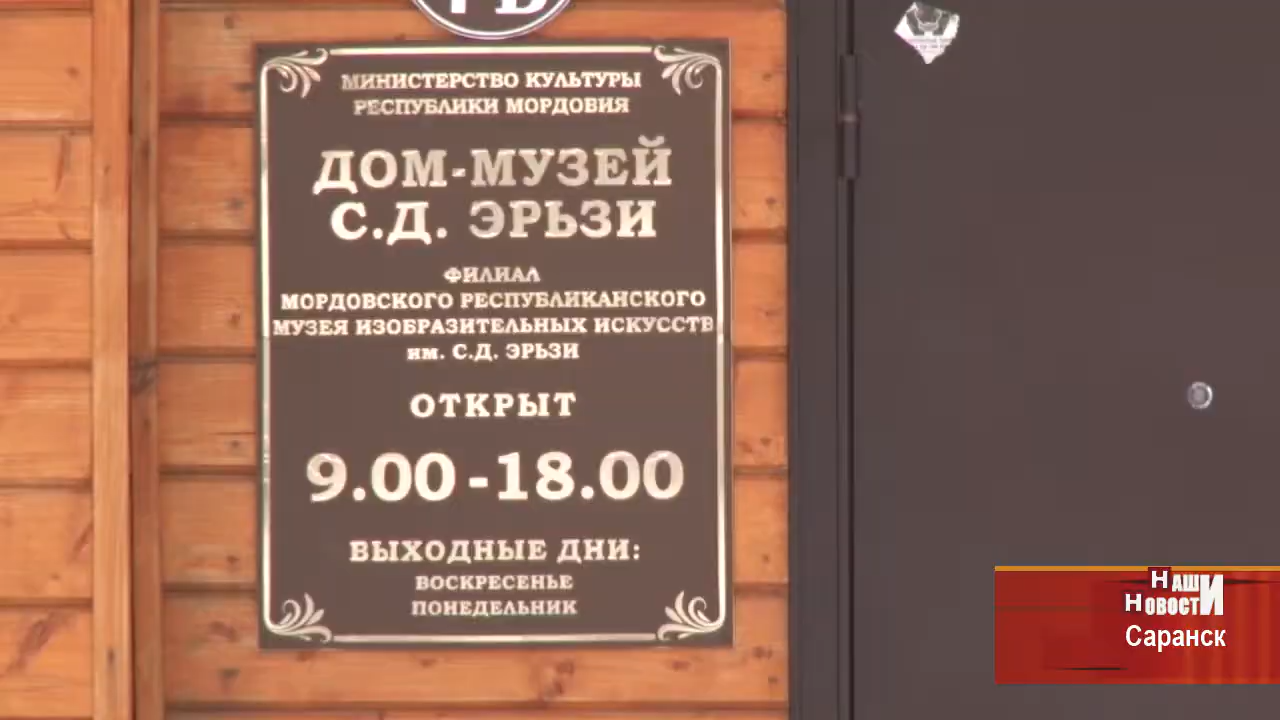 МИНИСТЕРСТВО КУЛЬТУРЫ
РЕСПУБЛИКИ МОРДОВИЯ
ДОМ-МУЗЕЙ
С.Д. ЭРЬЗИ
ФИЛИАЛ
МОРДОВСКОГО РЕСПУБЛИКАНСКОГО
МУЗЕЯ ИЗОБРАЗИТЕЛЬНЫХ ИСКУССТВ
им. С.Д. ЭРЬЗИ
ОТКРЫТ
9.00-18.00
ВЫХОДНЫЕ ДНИ:
ВОСКРЕСЕНЬЕ
ПОНЕДЕЛЬНИК
НАШИ
НОВОСТИ
Саранск